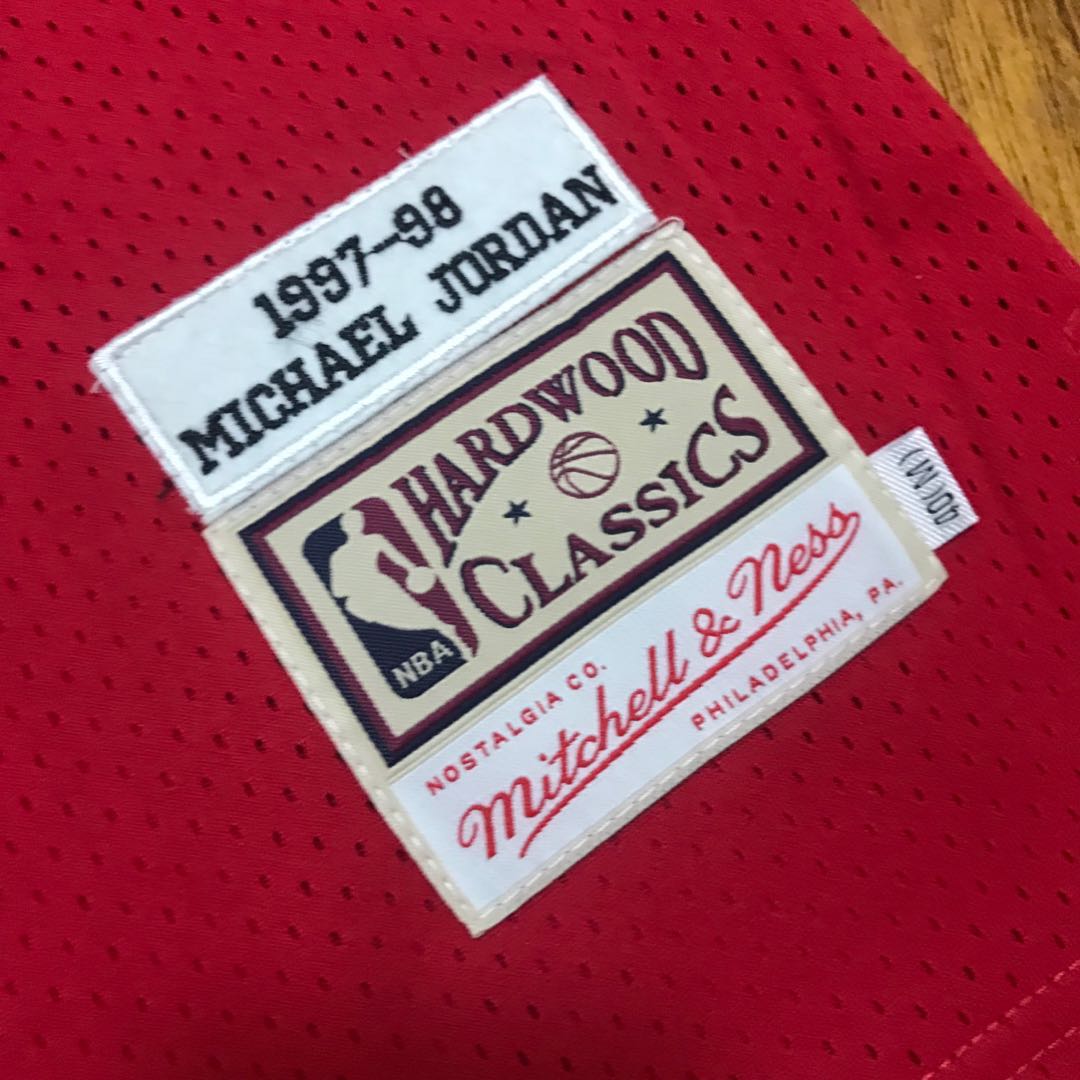 1997-98
MICHAEL JORDAN
HARDWOOD
CLASSICS
NBA
NOSTALGIA CO.
Mitchell & Ness
PHILADELPHIA, PA.
40(M)